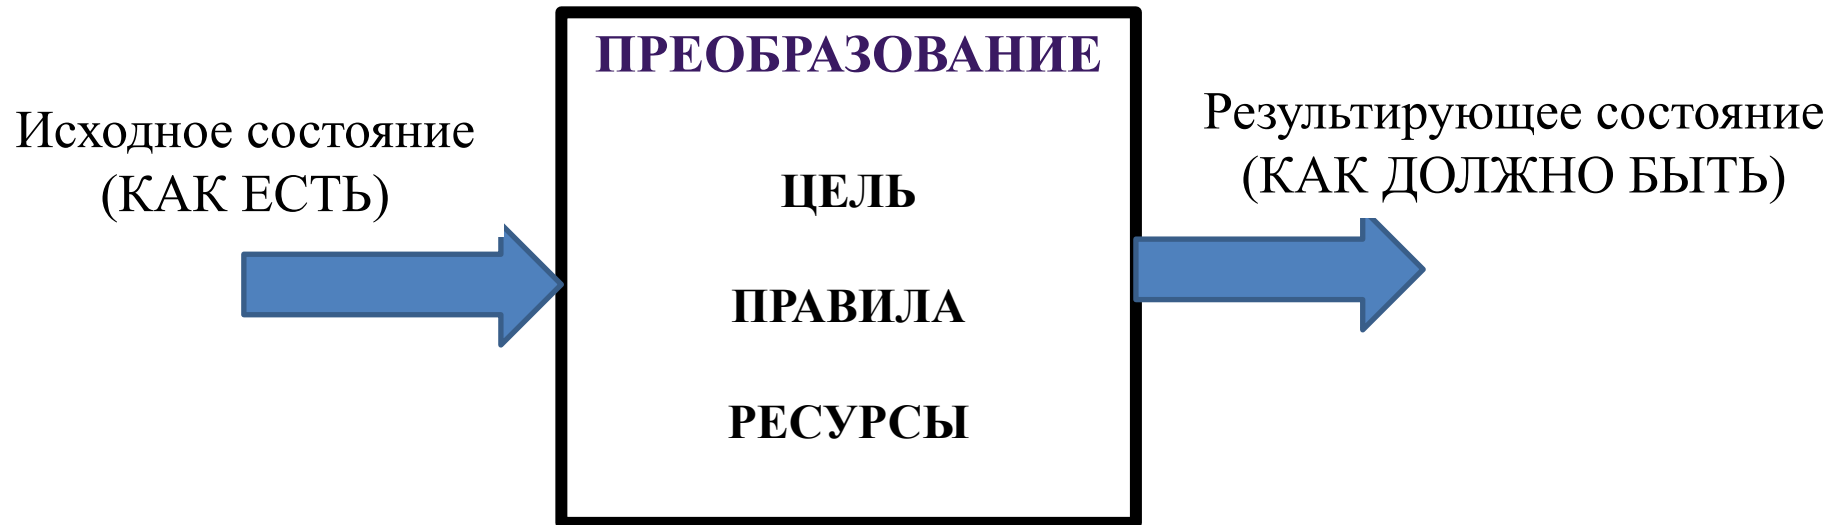 Исходное состояние
(КАК ЕСТЬ)
ПРЕОБРАЗОВАНИЕ
ЦЕЛЬ
ПРАВИЛА
РЕСУРСЫ
Результирующее состояние
(КАК ДОЛЖНО БЫТЬ)